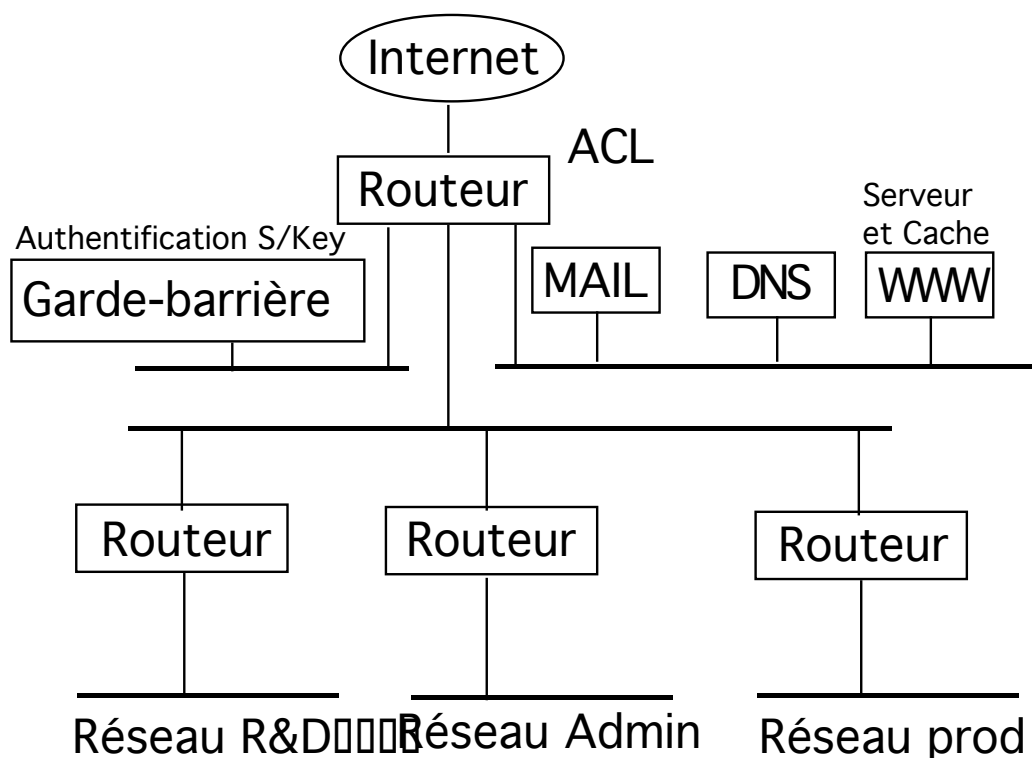 Internet
ACL
Routeur
Serveur
et Cache
Authentification S/Key
MAIL
DNS
WWW
Garde-barrière
Routeur
Routeur
Routeur
Réseau R&D
Réseau Admin
Réseau prod